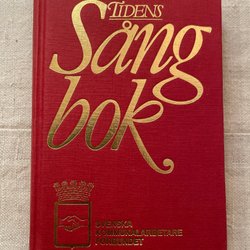 TIDENS
Sång
bok
SVENSKA
KOMMUNALARBETARE
FÖRBUNDET